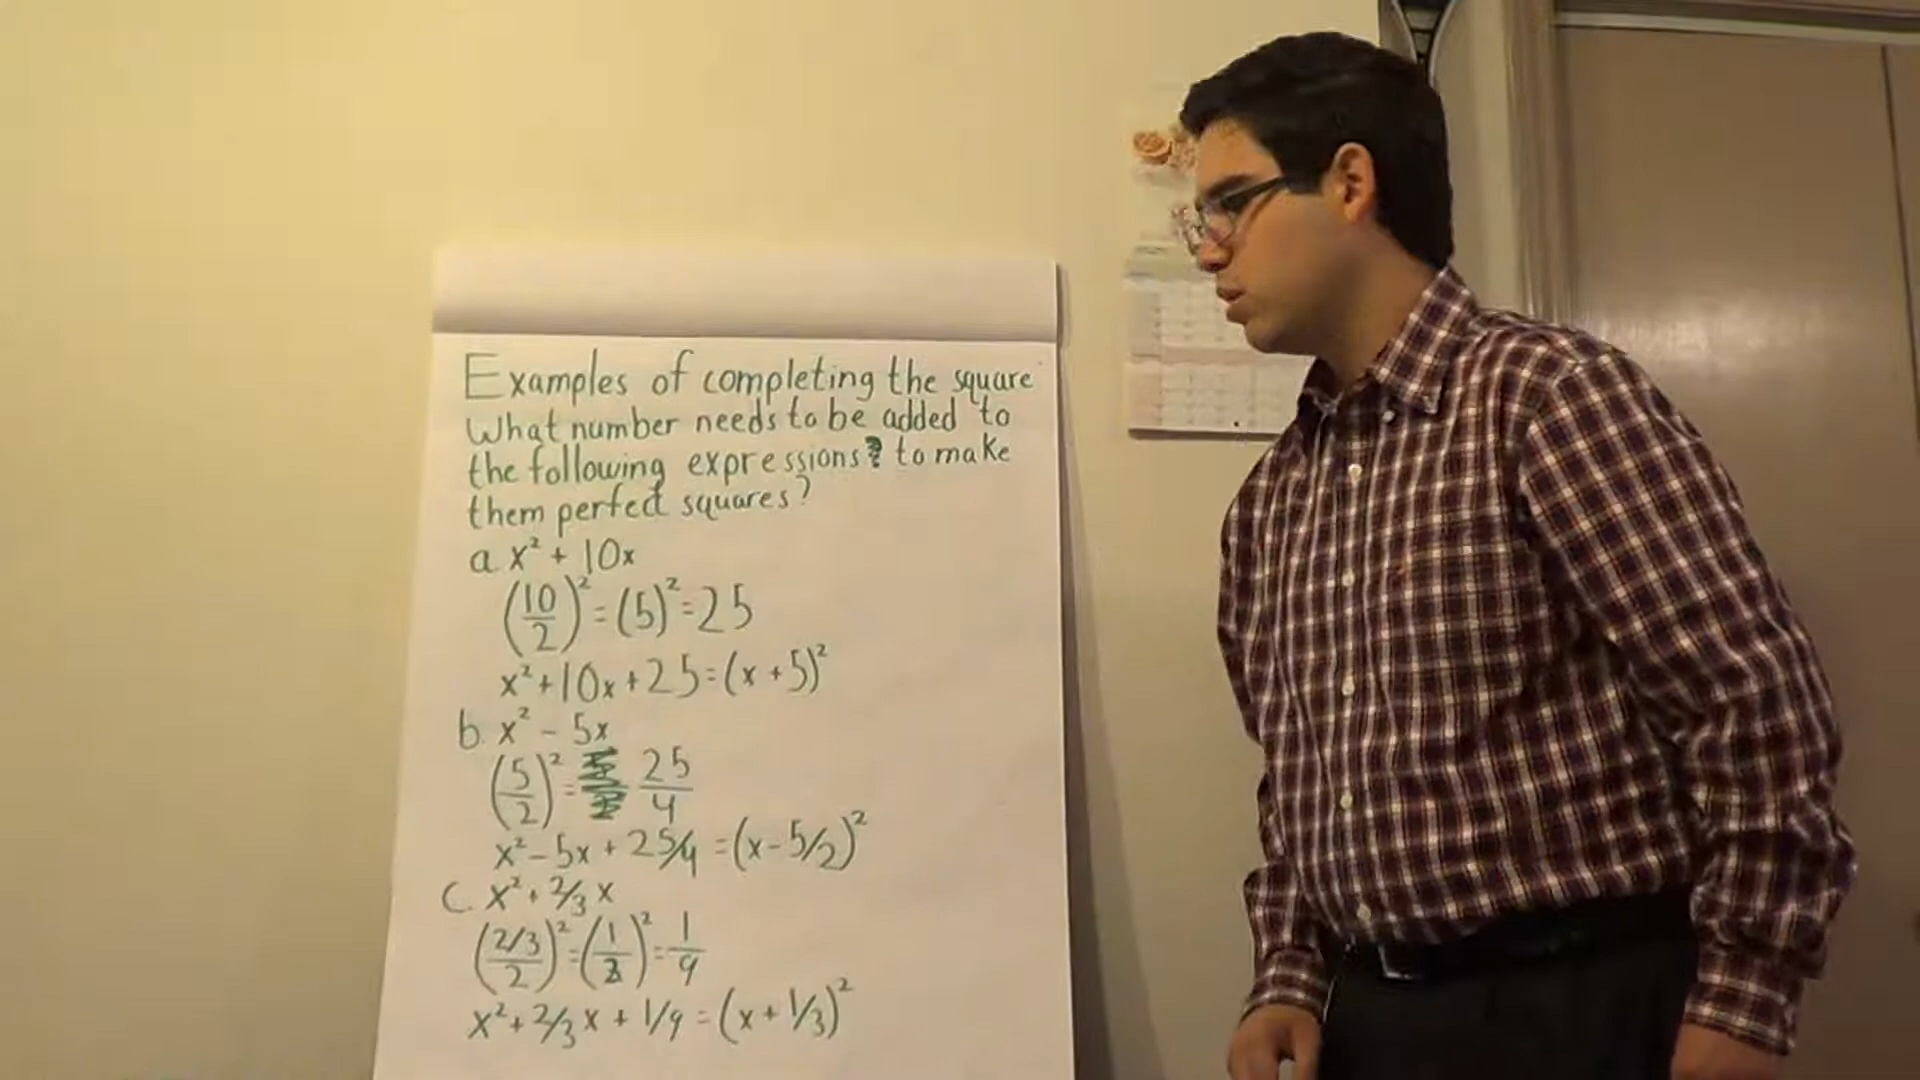 Examples of completing the square
What number needs to be added to
the following expressions to make
them perfect squares?
a. x² + 10x
(10/2)² = (5)² = 25
x² + 10x + 25 = (x + 5)²
b. x² - 5x
(5/2)² = 25/4
x² - 5x + 25/4 = (x - 5/2)²
c. x² + 2/3 x
((2/3)/2)² = (1/3)² = 1/9
x² + 2/3 x + 1/9 = (x + 1/3)²